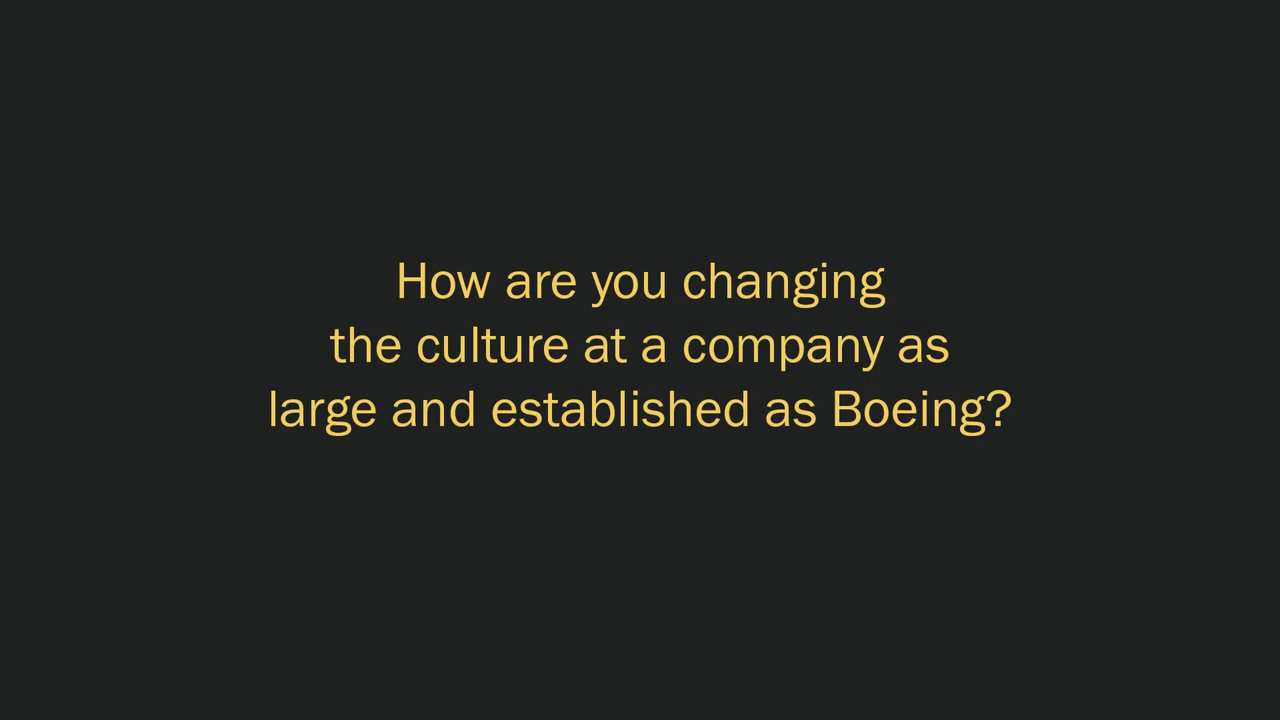 How are you changing
the culture at a company as
large and established as Boeing?